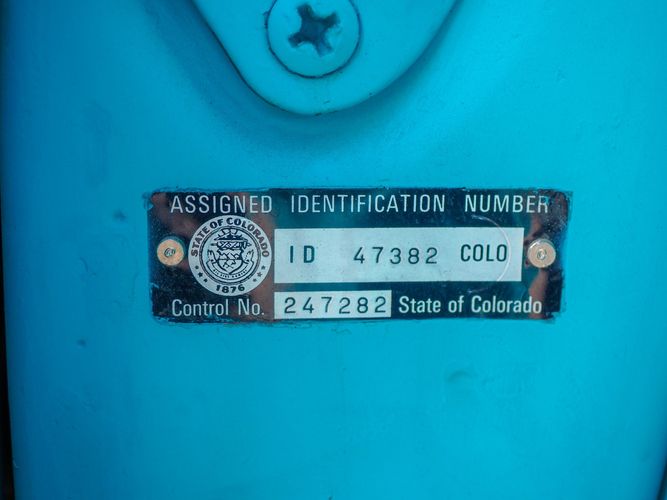 ASSIGNED IDENTIFICATION NUMBER
STATE OF COLORADO
1876
ID 47382 COLO
Control No. 247282 State of Colorado